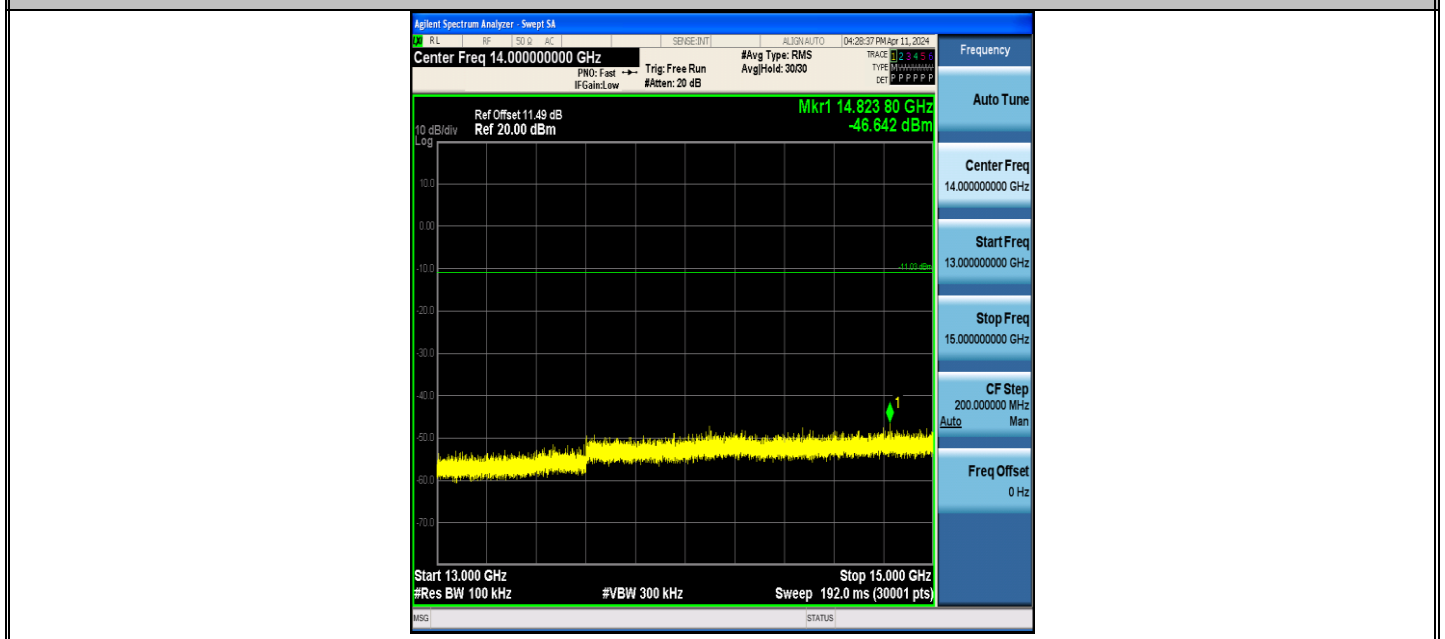 Agilent Spectrum Analyzer - Swept SA
RL RF 50 Ω AC SENSE:INT ALIGN AUTO 04:28:37 PM Apr 11, 2024
Center Freq 14.000000000 GHz
PNO: Fast
IFGain:Low
Trig: Free Run
#Atten: 20 dB
#Avg Type: RMS
Avg|Hold: 30/30
TRACE 1 2 3 4 5 6
TYPE
DET P P P P P P
Mkr1 14.823 80 GHz
-46.642 dBm
Ref Offset 11.49 dB
10 dB/div Ref 20.00 dBm
Log
10.0
0.00
-10.0
-11.03 dBm
-20.0
-30.0
-40.0
1
-50.0
-60.0
-70.0
Start 13.000 GHz Stop 15.000 GHz
#Res BW 100 kHz #VBW 300 kHz Sweep 192.0 ms (30001 pts)
MSG STATUS
Frequency
Auto Tune
Center Freq
14.000000000 GHz
Start Freq
13.000000000 GHz
Stop Freq
15.000000000 GHz
CF Step
200.000000 MHz
Auto Man
Freq Offset
0 Hz